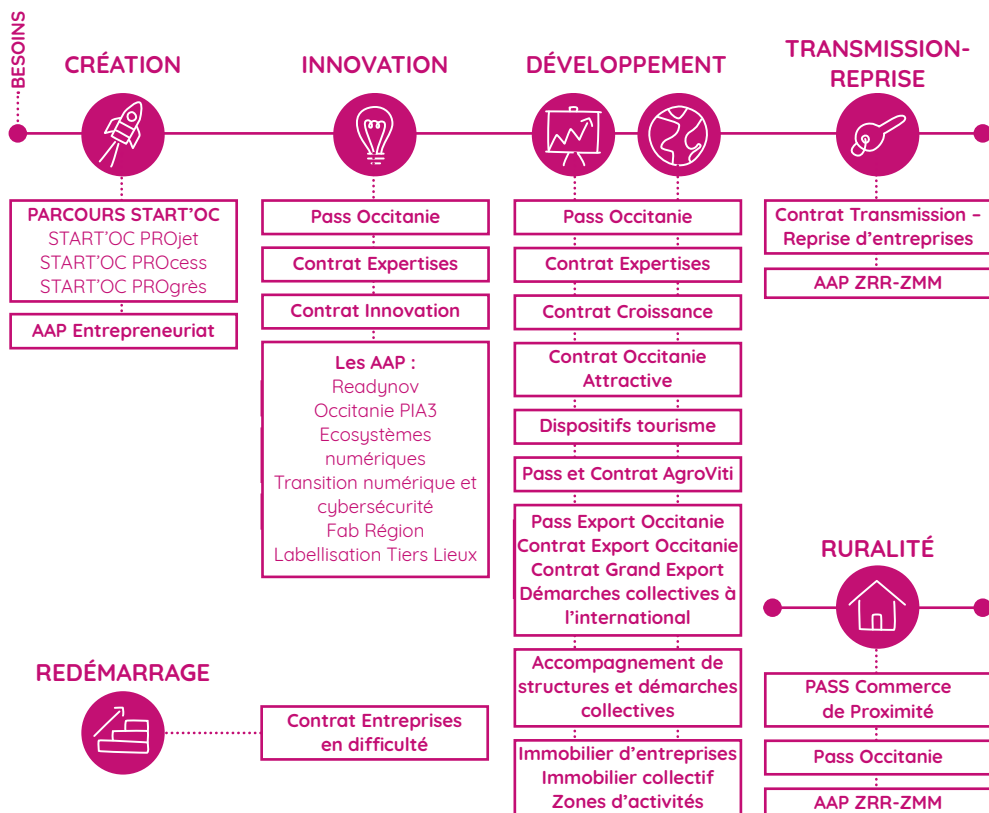 BESOINS
CRÉATION
PARCOURS START’OC
START’OC PROjet
START’OC PROcess
START’OC PROgrès
AAP Entrepreneuriat
INNOVATION
Pass Occitanie
Contrat Expertises
Contrat Innovation
Les AAP :
Readynov
Occitanie PIA3
Ecosystèmes
numériques
Transition numérique et
cybersécurité
Fab Région
Labellisation Tiers Lieux
DÉVELOPPEMENT
Pass Occitanie
Contrat Expertises
Contrat Croissance
Contrat Occitanie
Attractive
Dispositifs tourisme
Pass et Contrat AgroViti
Pass Export Occitanie
Contrat Export Occitanie
Contrat Grand Export
Démarches collectives à
l’international
Accompagnement de
structures et démarches
collectives
Immobilier d’entreprises
Immobilier collectif
Zones d’activités
TRANSMISSION-
REPRISE
Contrat Transmission –
Reprise d’entreprises
AAP ZRR-ZMM
RURALITÉ
PASS Commerce
de Proximité
Pass Occitanie
AAP ZRR-ZMM
REDÉMARRAGE
Contrat Entreprises
en difficulté